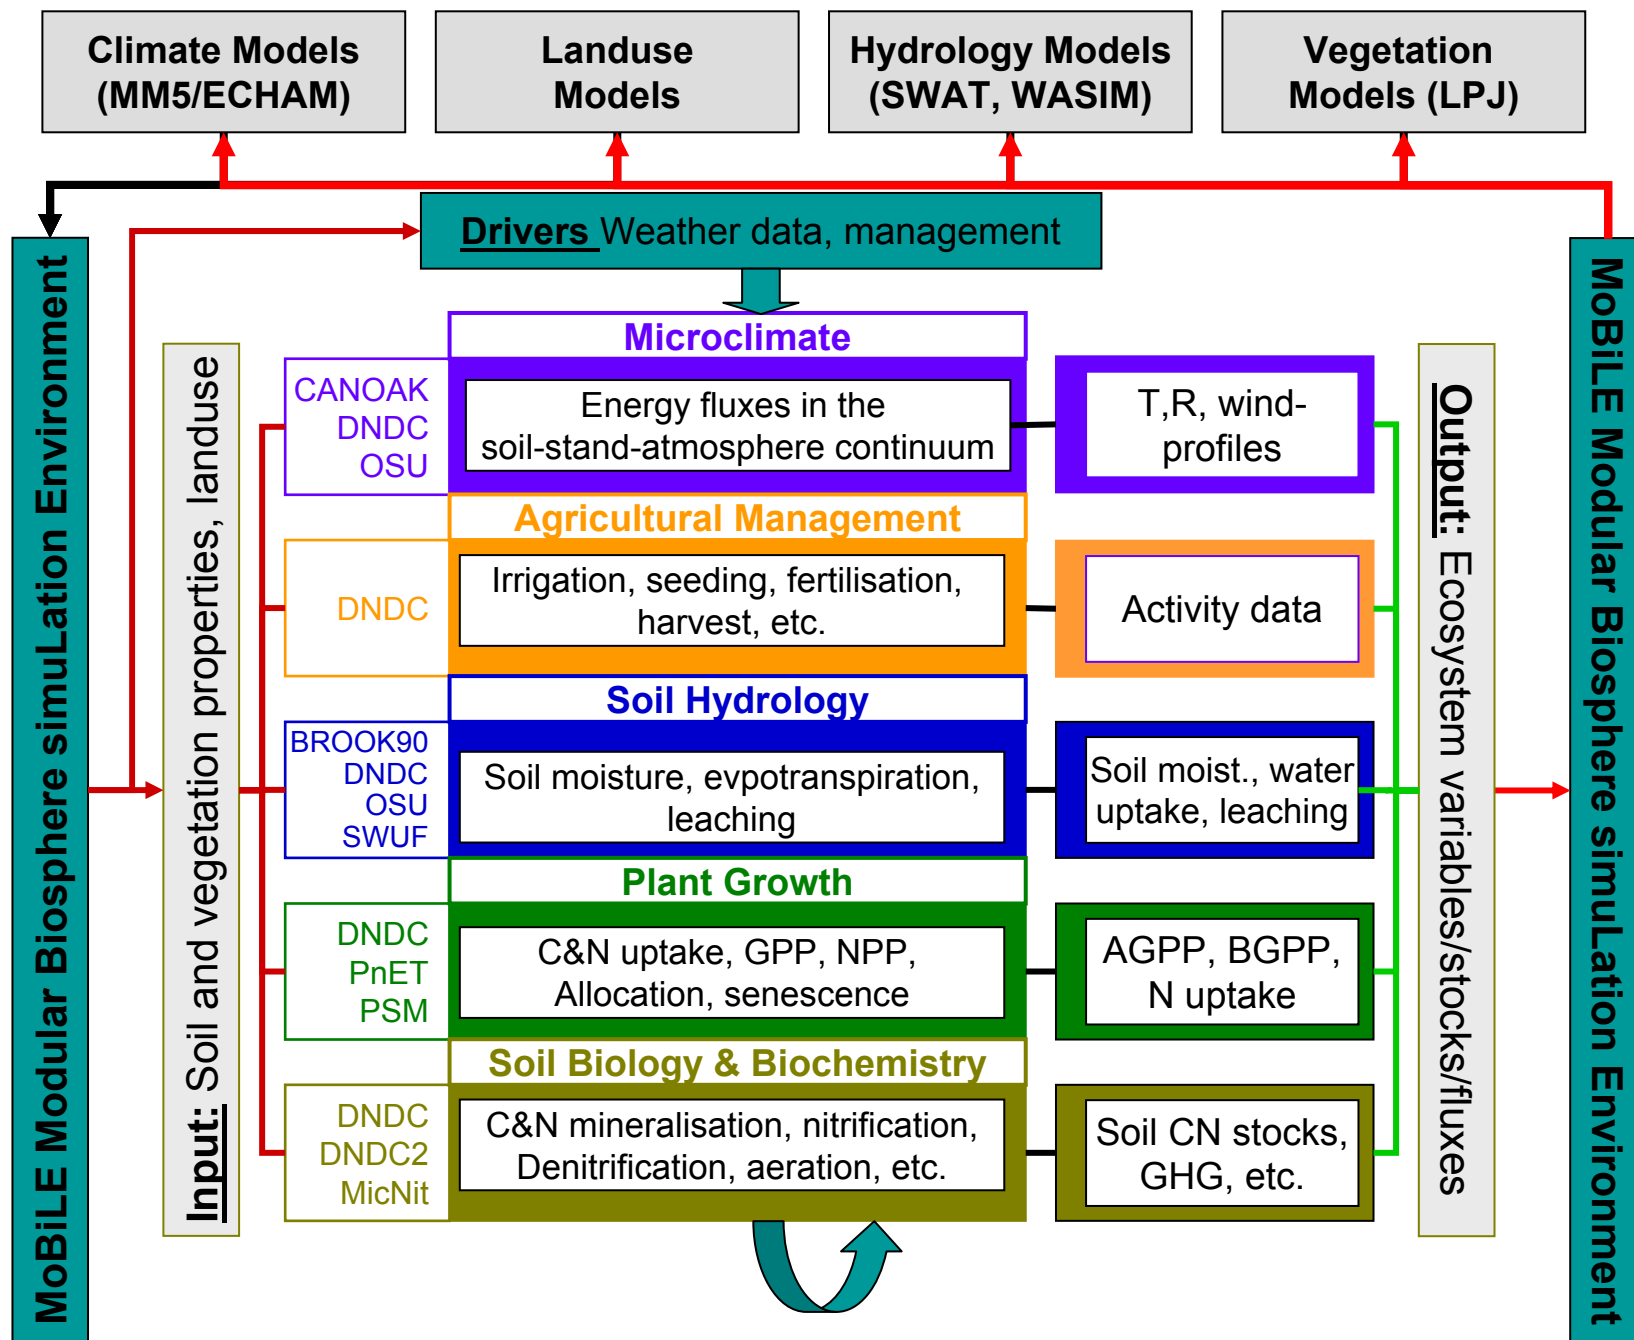 Climate Models
(MM5/ECHAM)
Landuse
Models
Hydrology Models
(SWAT, WASIM)
Vegetation
Models (LPJ)
Drivers Weather data, management
MoBiLE Modular Biosphere simuLation Environment
Input: Soil and vegetation properties, landuse
Microclimate
CANOAK
DNDC
OSU
Energy fluxes in the
soil-stand-atmosphere continuum
T,R, wind-
profiles
Agricultural Management
DNDC
Irrigation, seeding, fertilisation,
harvest, etc.
Activity data
Soil Hydrology
BROOK90
DNDC
OSU
SWUF
Soil moisture, evpotranspiration,
leaching
Soil moist., water
uptake, leaching
Plant Growth
DNDC
PnET
PSM
C&N uptake, GPP, NPP,
Allocation, senescence
AGPP, BGPP,
N uptake
Soil Biology & Biochemistry
DNDC
DNDC2
MicNit
C&N mineralisation, nitrification,
Denitrification, aeration, etc.
Soil CN stocks,
GHG, etc.
Output: Ecosystem variables/stocks/fluxes
MoBiLE Modular Biosphere simuLation Environment